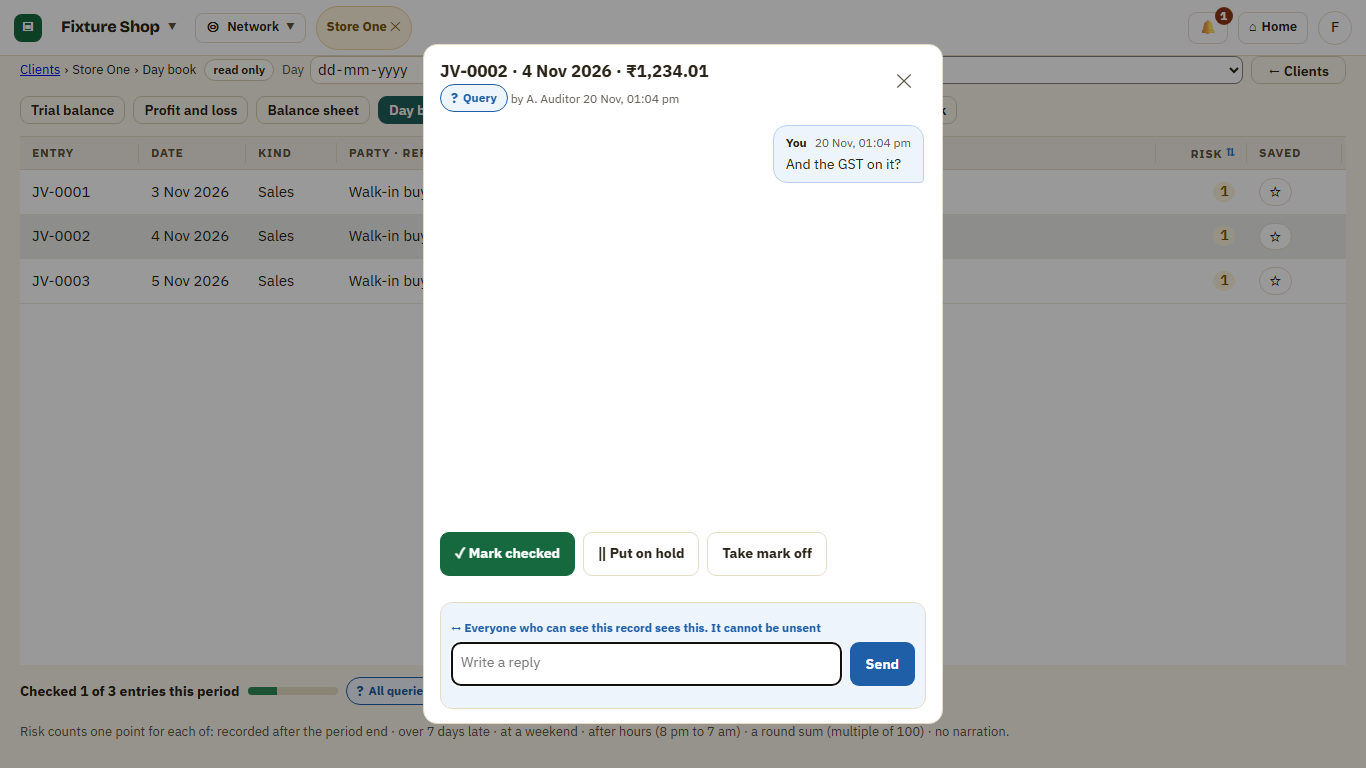 Fixture Shop ▼ Network ▼ Store One × 1 Home F
Clients › Store One › Day book read only Day dd-mm-yyyy ← Clients
Trial balance Profit and loss Balance sheet Day b
ENTRY DATE KIND PARTY · RE RISK ⇅ SAVED
JV-0001 3 Nov 2026 Sales Walk-in bu 1 ☆
JV-0002 4 Nov 2026 Sales Walk-in bu 1 ☆
JV-0003 5 Nov 2026 Sales Walk-in bu 1 ☆
JV-0002 · 4 Nov 2026 · ₹1,234.01
? Query by A. Auditor 20 Nov, 01:04 pm
You 20 Nov, 01:04 pm
And the GST on it?
✓ Mark checked || Put on hold Take mark off
↔ Everyone who can see this record sees this. It cannot be unsent
Write a reply Send
Checked 1 of 3 entries this period ? All querie
Risk counts one point for each of: recorded after the period end · over 7 days late · at a weekend · after hours (8 pm to 7 am) · a round sum (multiple of 100) · no narration.